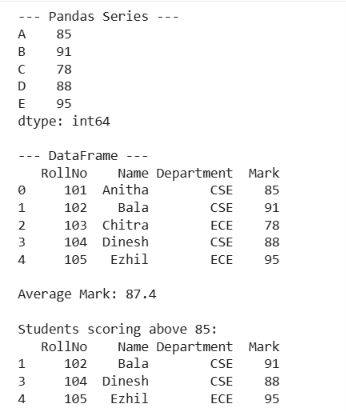 --- Pandas Series ---
A    85
B    91
C    78
D    88
E    95
dtype: int64

--- DataFrame ---
   RollNo     Name Department  Mark
0     101   Anitha        CSE    85
1     102     Bala        CSE    91
2     103   Chitra        ECE    78
3     104   Dinesh        CSE    88
4     105    Ezhil        ECE    95

Average Mark: 87.4

Students scoring above 85:
   RollNo     Name Department  Mark
1     102     Bala        CSE    91
3     104   Dinesh        CSE    88
4     105    Ezhil        ECE    95